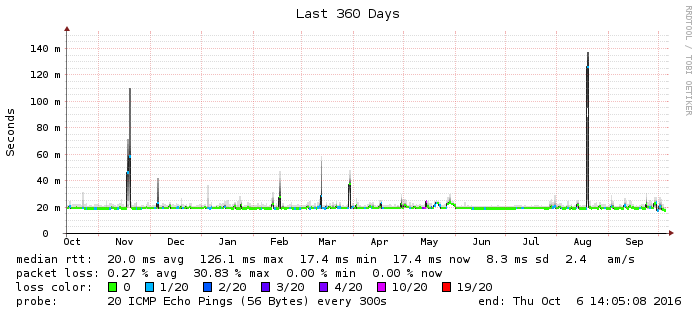 Last 360 Days
RRDTOOL / TOBI OETIKER
Seconds
140 m
120 m
100 m
80 m
60 m
40 m
20 m
0
Oct Nov Dec Jan Feb Mar Apr May Jun Jul Aug Sep
median rtt: 20.0 ms avg 126.1 ms max 17.4 ms min 17.4 ms now 8.3 ms sd 2.4 am/s
packet loss: 0.27 % avg 30.83 % max 0.00 % min 0.00 % now
loss color: 0 1/20 2/20 3/20 4/20 10/20 19/20
probe: 20 ICMP Echo Pings (56 Bytes) every 300s end: Thu Oct 6 14:05:08 2016